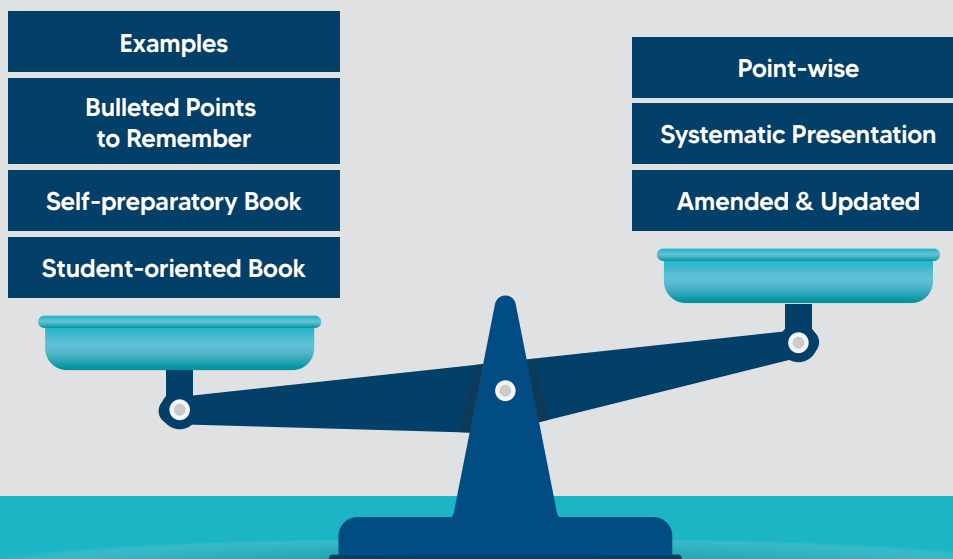 Examples
Bulleted Points
to Remember
Self-preparatory Book
Student-oriented Book
Point-wise
Systematic Presentation
Amended & Updated